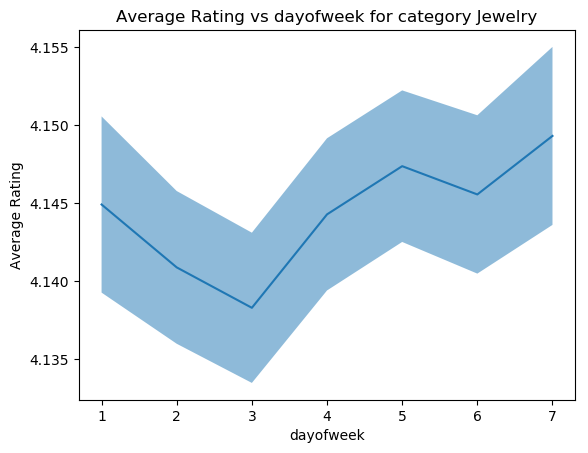 Average Rating vs dayofweek for category Jewelry
4.155
4.150
4.145
4.140
4.135
Average Rating
1 2 3 4 5 6 7
dayofweek